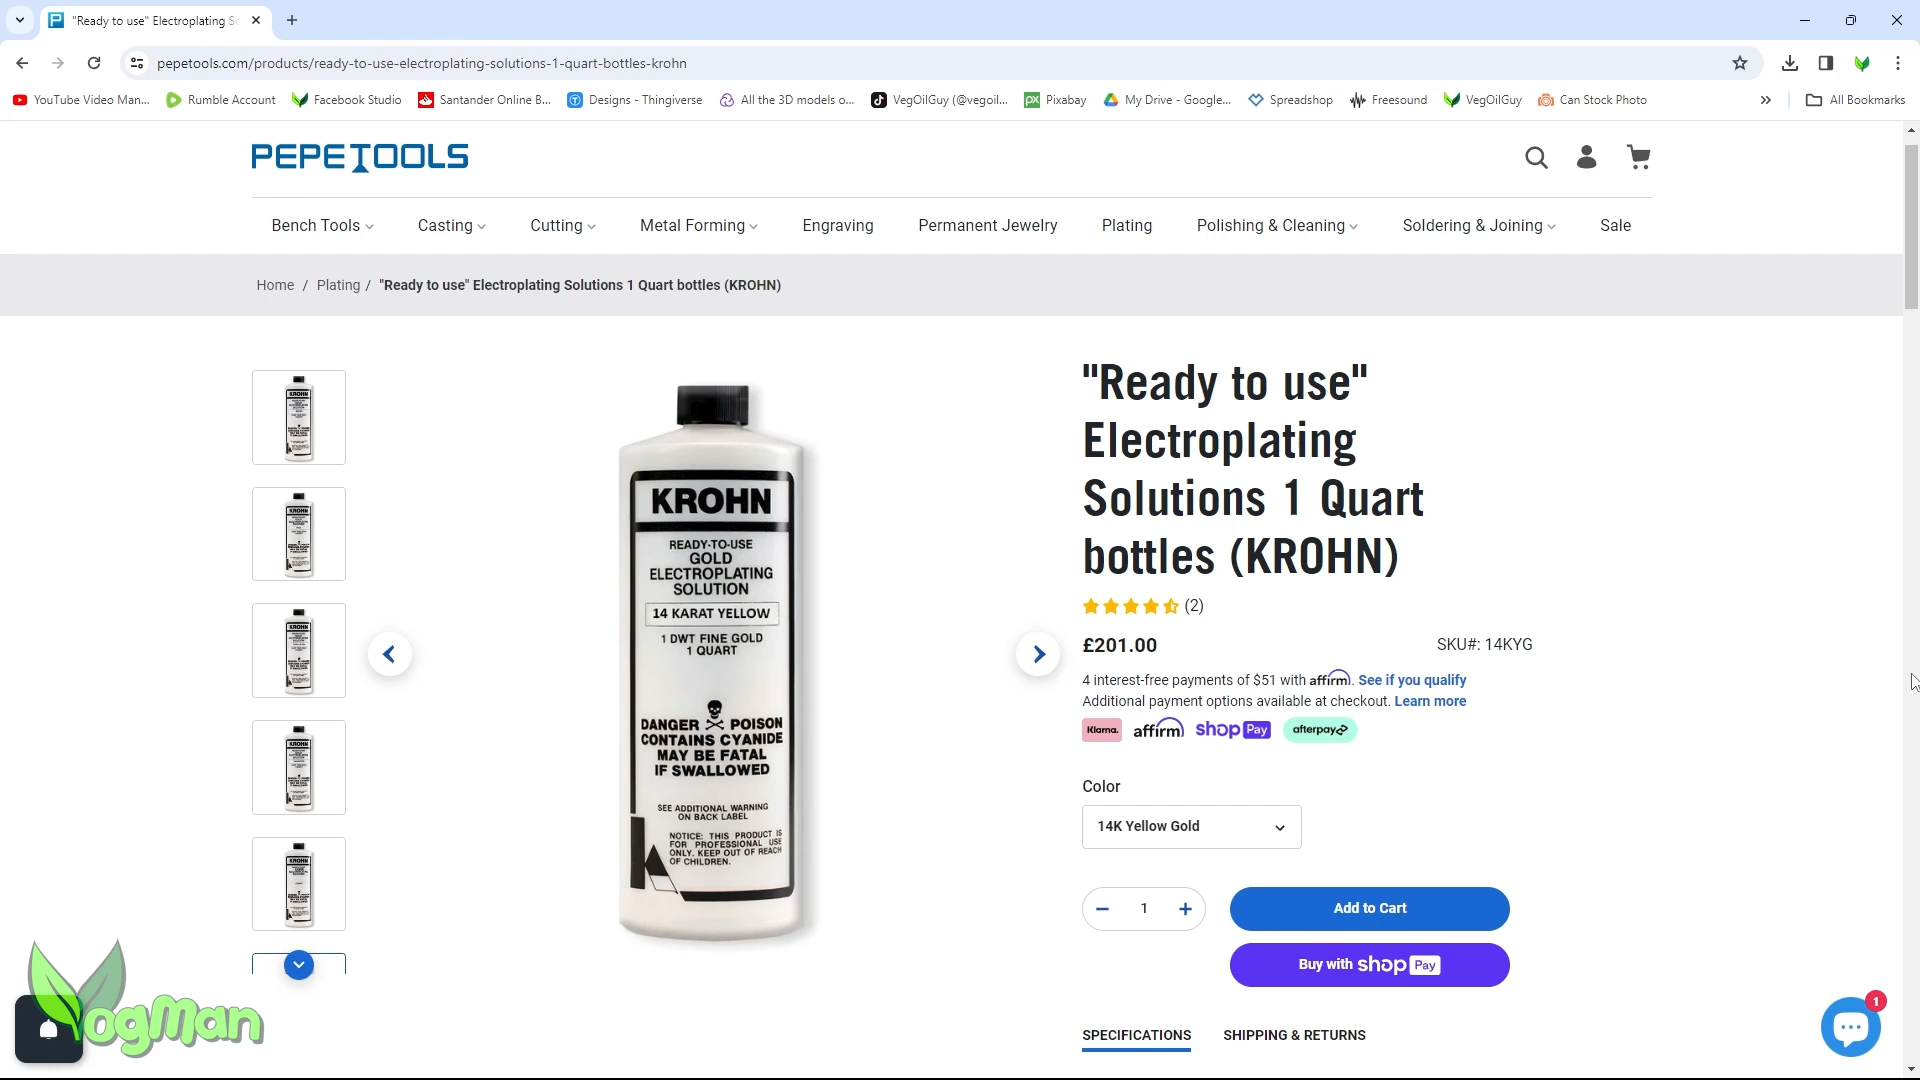 "Ready to use" Electroplating S
pepetools.com/products/ready-to-use-electroplating-solutions-1-quart-bottles-krohn
YouTube Video Man...
Rumble Account
Facebook Studio
Santander Online B...
Designs - Thingiverse
All the 3D models o...
VegOilGuy (@vegoil...
Pixabay
My Drive - Google...
Spreadshop
Freesound
VegOilGuy
Can Stock Photo
All Bookmarks
PEPETOOLS
Bench Tools
Casting
Cutting
Metal Forming
Engraving
Permanent Jewelry
Plating
Polishing & Cleaning
Soldering & Joining
Sale
Home / Plating / "Ready to use" Electroplating Solutions 1 Quart bottles (KROHN)
KROHN
READY-TO-USE
GOLD
ELECTROPLATING
SOLUTION
14 KARAT YELLOW
1 DWT FINE GOLD
1 QUART
DANGER POISON
CONTAINS CYANIDE
MAY BE FATAL
IF SWALLOWED
SEE ADDITIONAL WARNING
ON BACK LABEL
NOTICE: THIS PRODUCT IS
FOR PROFESSIONAL USE
ONLY. KEEP OUT OF REACH
OF CHILDREN.
"Ready to use"
Electroplating
Solutions 1 Quart
bottles (KROHN)
(2)
£201.00
SKU#: 14KYG
4 interest-free payments of $51 with affirm. See if you qualify
Additional payment options available at checkout. Learn more
Klarna. affirm shop Pay afterpay
Color
14K Yellow Gold
1
Add to Cart
Buy with shop Pay
SPECIFICATIONS
SHIPPING & RETURNS
VogMan
1